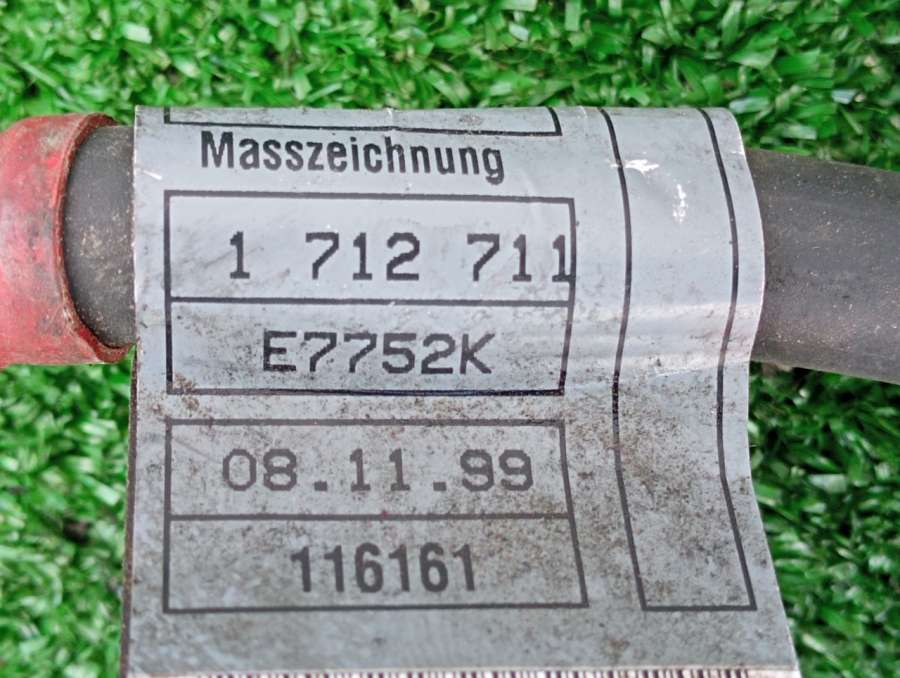 Masszeichnung
1 712 711
E7752K
08.11.99
116161